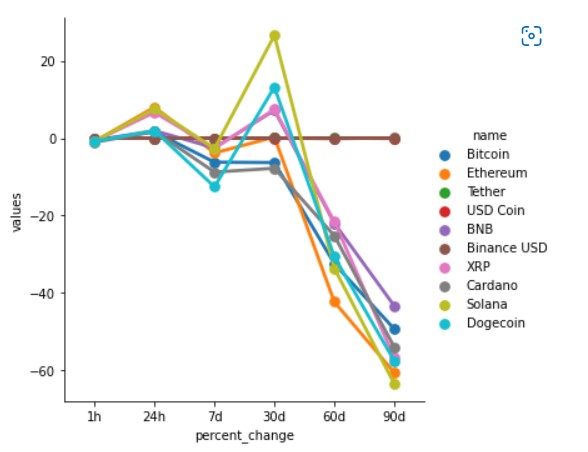 20
0
−20
−40
−60
values
1h 24h 7d 30d 60d 90d
percent_change
name
Bitcoin
Ethereum
Tether
USD Coin
BNB
Binance USD
XRP
Cardano
Solana
Dogecoin